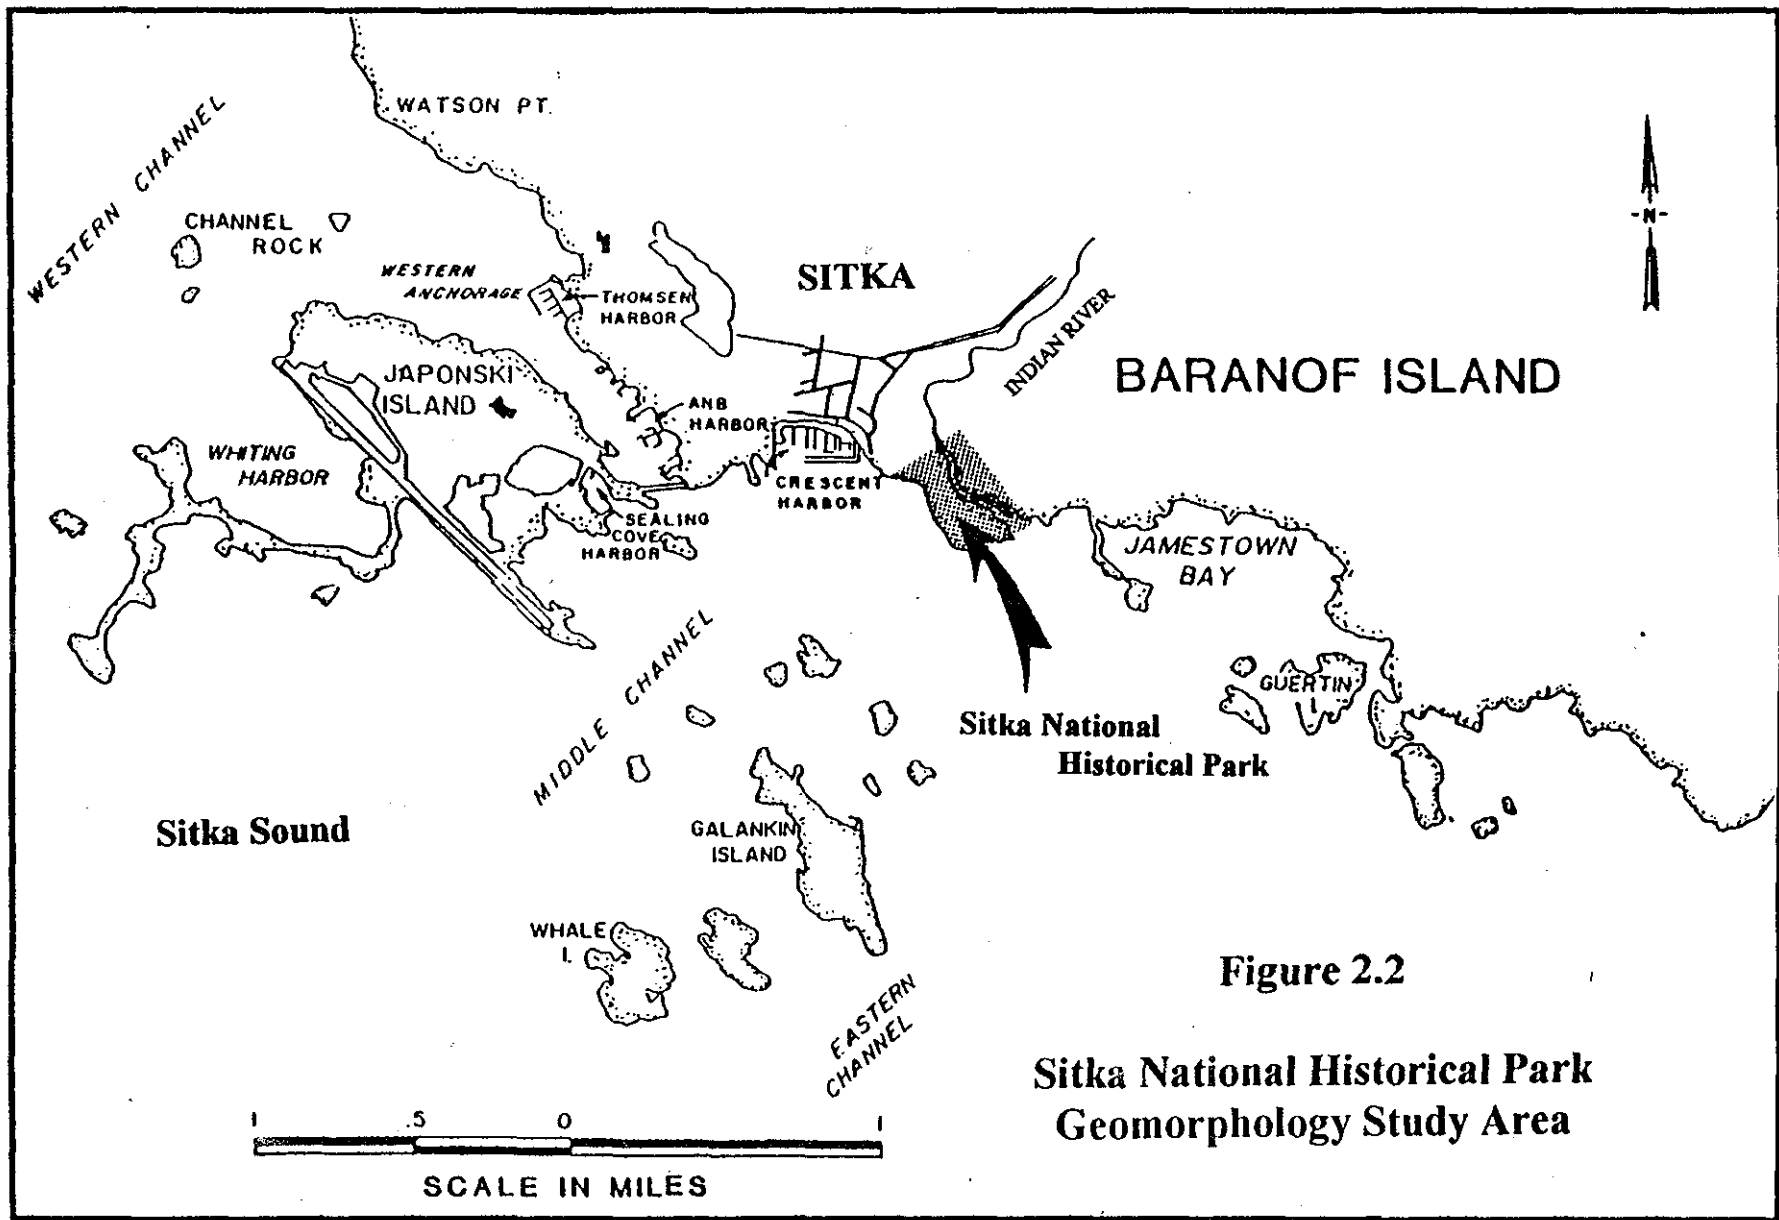 WATSON PT.
WESTERN CHANNEL
CHANNEL
ROCK
WESTERN
ANCHORAGE
THOMSEN
HARBOR
SITKA
-N-
INDIAN RIVER
BARANOF ISLAND
JAPONSKI
ISLAND
ANB
HARBOR
WHITING
HARBOR
CRESCENT
HARBOR
SEALING
COVE
HARBOR
JAMESTOWN
BAY
MIDDLE CHANNEL
GUERTIN
I
Sitka National
Historical Park
Sitka Sound
GALANKIN
ISLAND
WHALE
I.
EASTERN
CHANNEL
Figure 2.2
Sitka National Historical Park
Geomorphology Study Area
1 .5 0 1
SCALE IN MILES